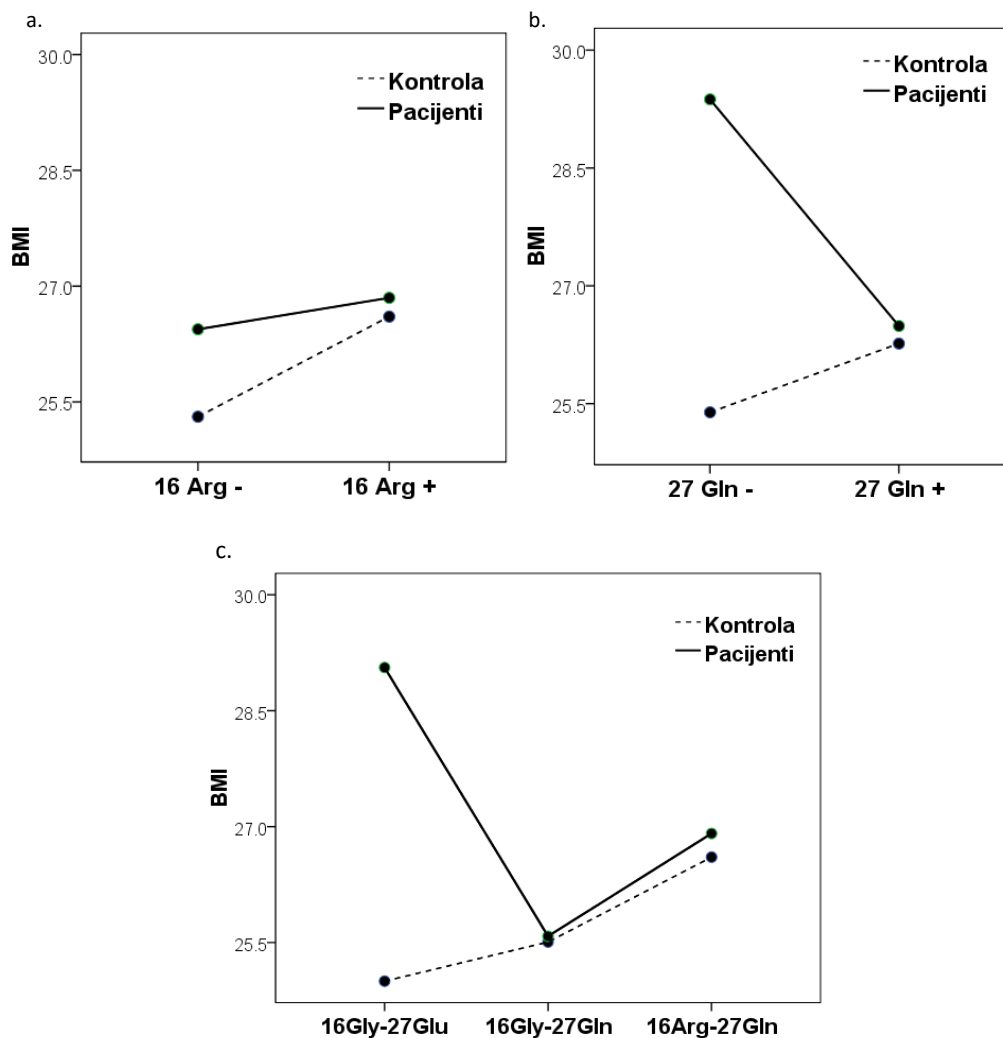 a.
30.0
28.5
27.0
25.5
BMI
Kontrola
Pacijenti
16 Arg -
16 Arg +
b.
30.0
28.5
27.0
25.5
BMI
Kontrola
Pacijenti
27 Gln -
27 Gln +
c.
30.0
28.5
27.0
25.5
BMI
Kontrola
Pacijenti
16Gly-27Glu
16Gly-27Gln
16Arg-27Gln